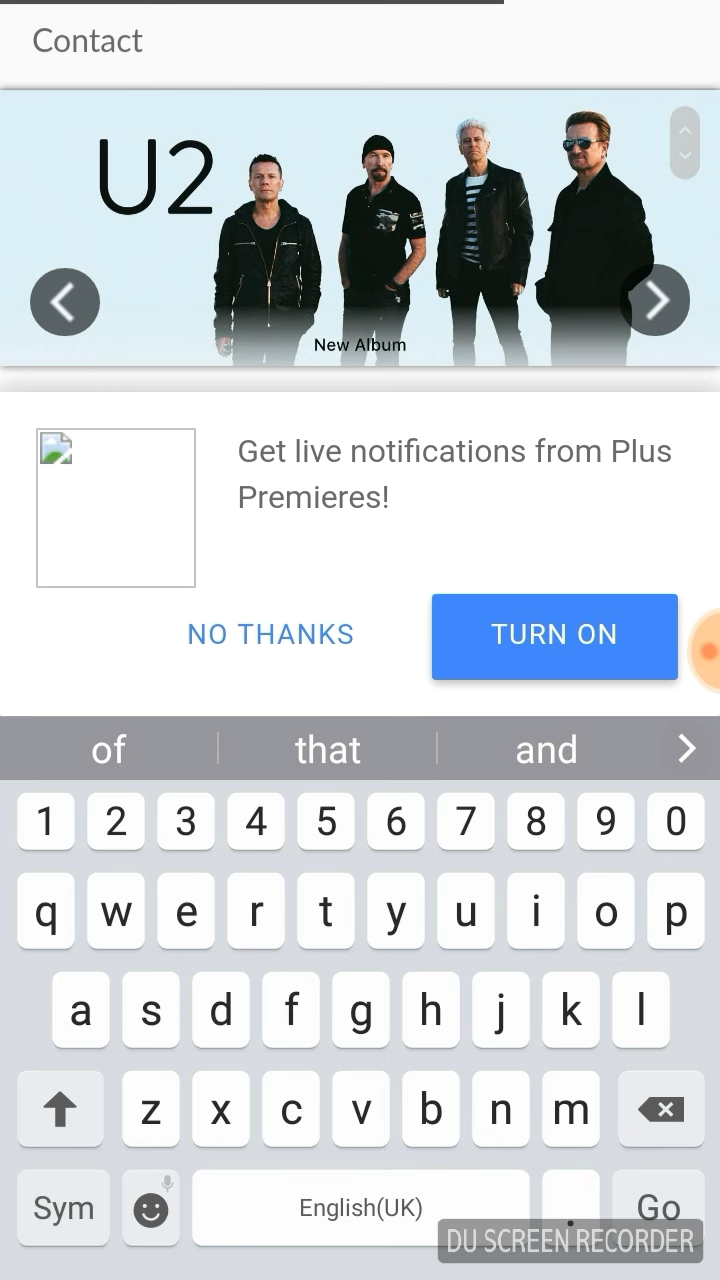 Contact
U2
New Album
Get live notifications from Plus
Premieres!
NO THANKS TURN ON
of that and
1 2 3 4 5 6 7 8 9 0
q w e r t y u i o p
a s d f g h j k l
z x c v b n m
Sym English(UK) . Go
DU SCREEN RECORDER